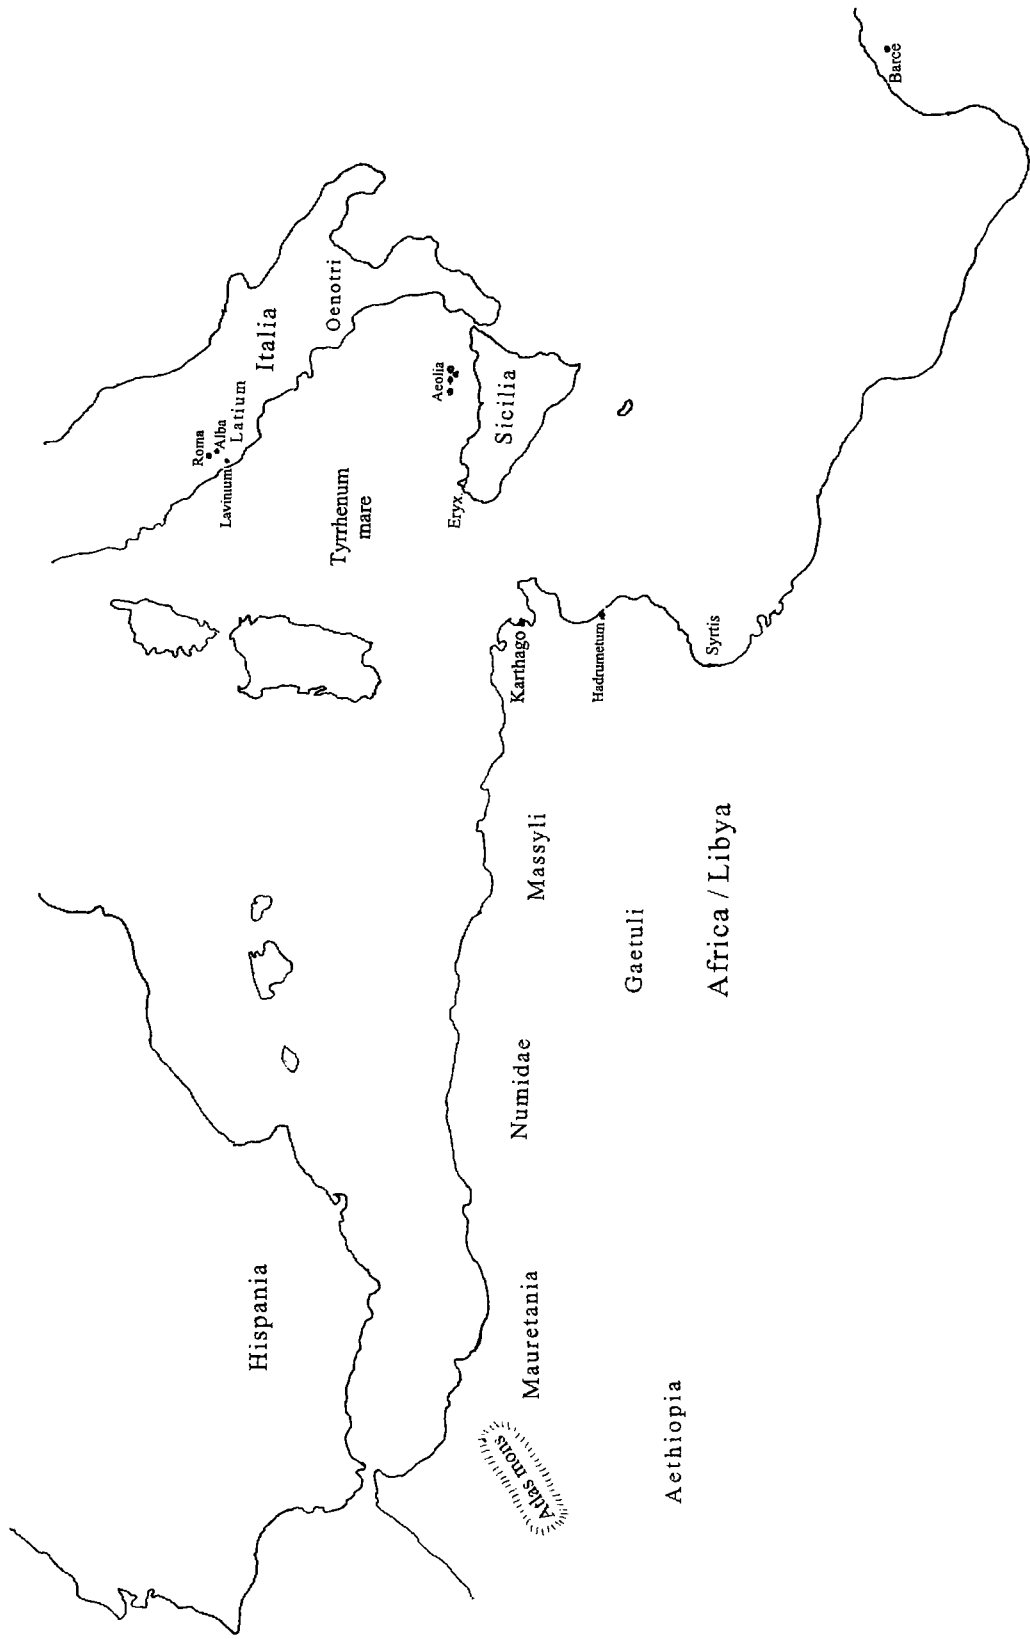 Hispania
Italia
Roma
Alba
Lavinium
Latium
Oenotri
Tyrrhenum
mare
Aeolia
Eryx
Sicilia
Karthago
Hadrumetum
Syrtis
Barce
Atlas mons
Mauretania
Numidae
Massyli
Gaetuli
Africa / Libya
Aethiopia